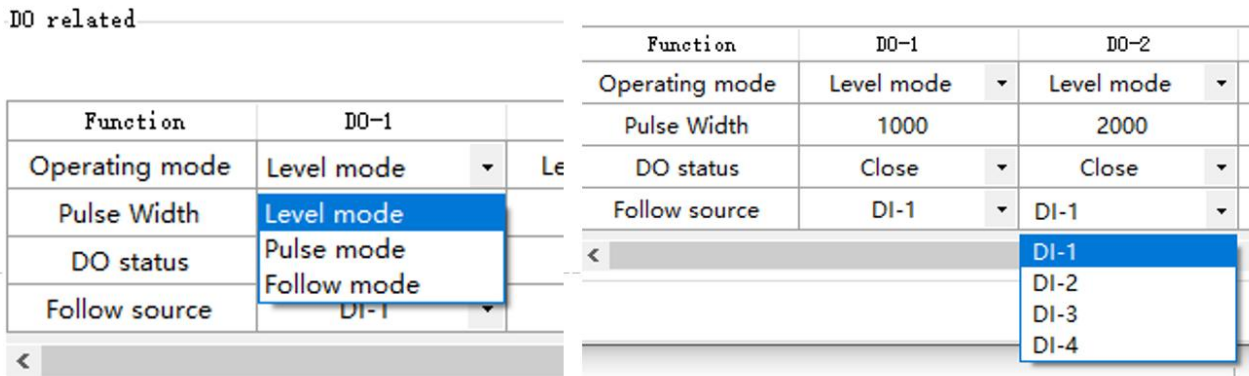 DO related
Function DO-1
Operating mode Level mode Le
Pulse Width Level mode
Pulse mode
DO status
Follow mode
Follow source DI-1
Function DO-1 DO-2
Operating mode Level mode Level mode
Pulse Width 1000 2000
DO status Close Close
Follow source DI-1 DI-1
DI-1
DI-2
DI-3
DI-4